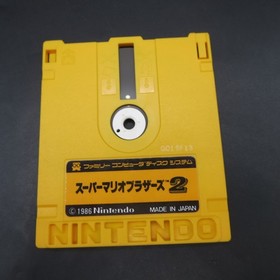 ファミリー コンピュータ ディスク システム
スーパーマリオブラザーズ™2
©1986 Nintendo MADE IN JAPAN
NINTENDO